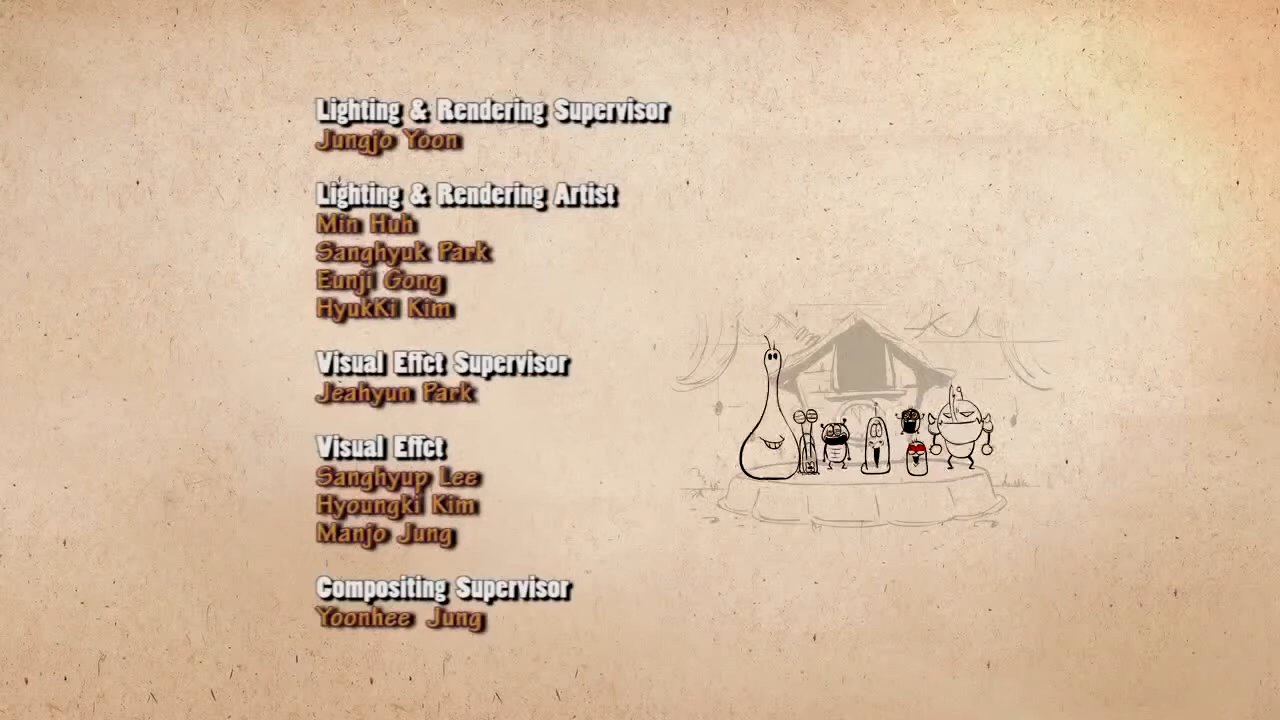 Lighting & Rendering Supervisor
Jungjo Yoon
Lighting & Rendering Artist
Min Huh
Sanghyuk Park
Eunji Gong
HyukKi Kim
Visual Effct Supervisor
Jeahyun Park
Visual Effct
Sanghyup Lee
Hyoungki Kim
Manjo Jung
Compositing Supervisor
Yoonhee Jung